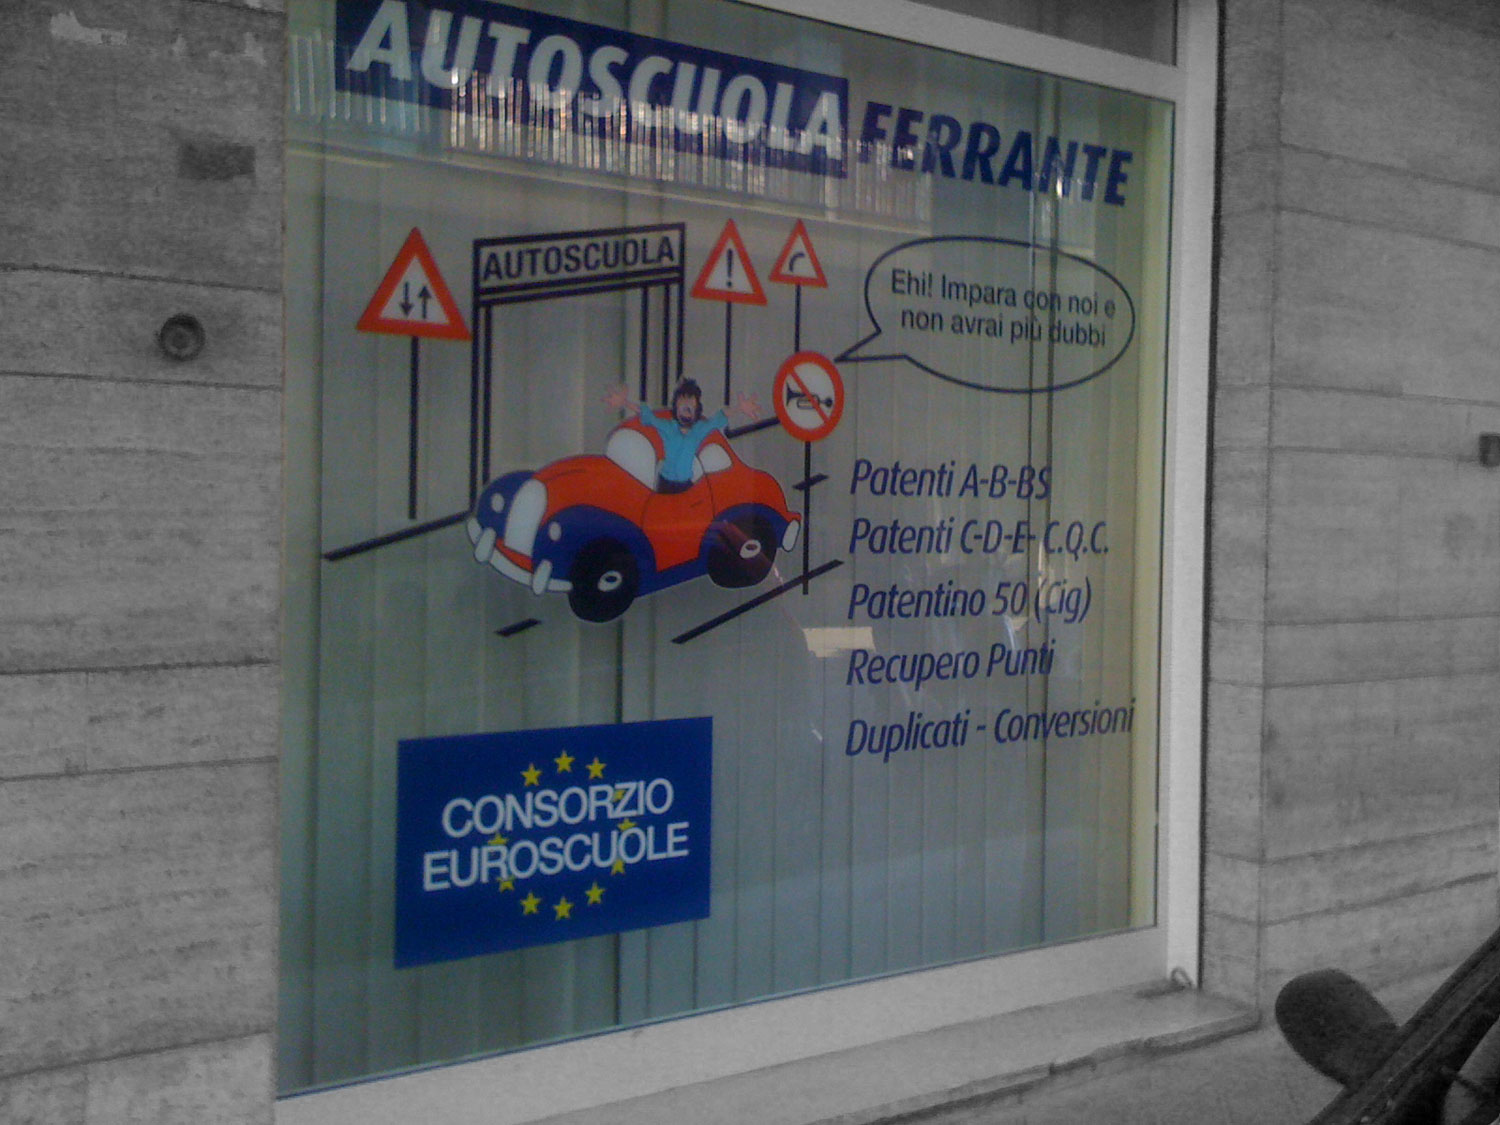 AUTOSCUOLA FERRANTE
AUTOSCUOLA
Ehi! Impara con noi e
non avrai più dubbi
Patenti A-B-BS
Patenti C-D-E- C.Q.C.
Patentino 50 (Cig)
Recupero Punti
Duplicati - Conversioni
CONSORZIO
EUROSCUOLE